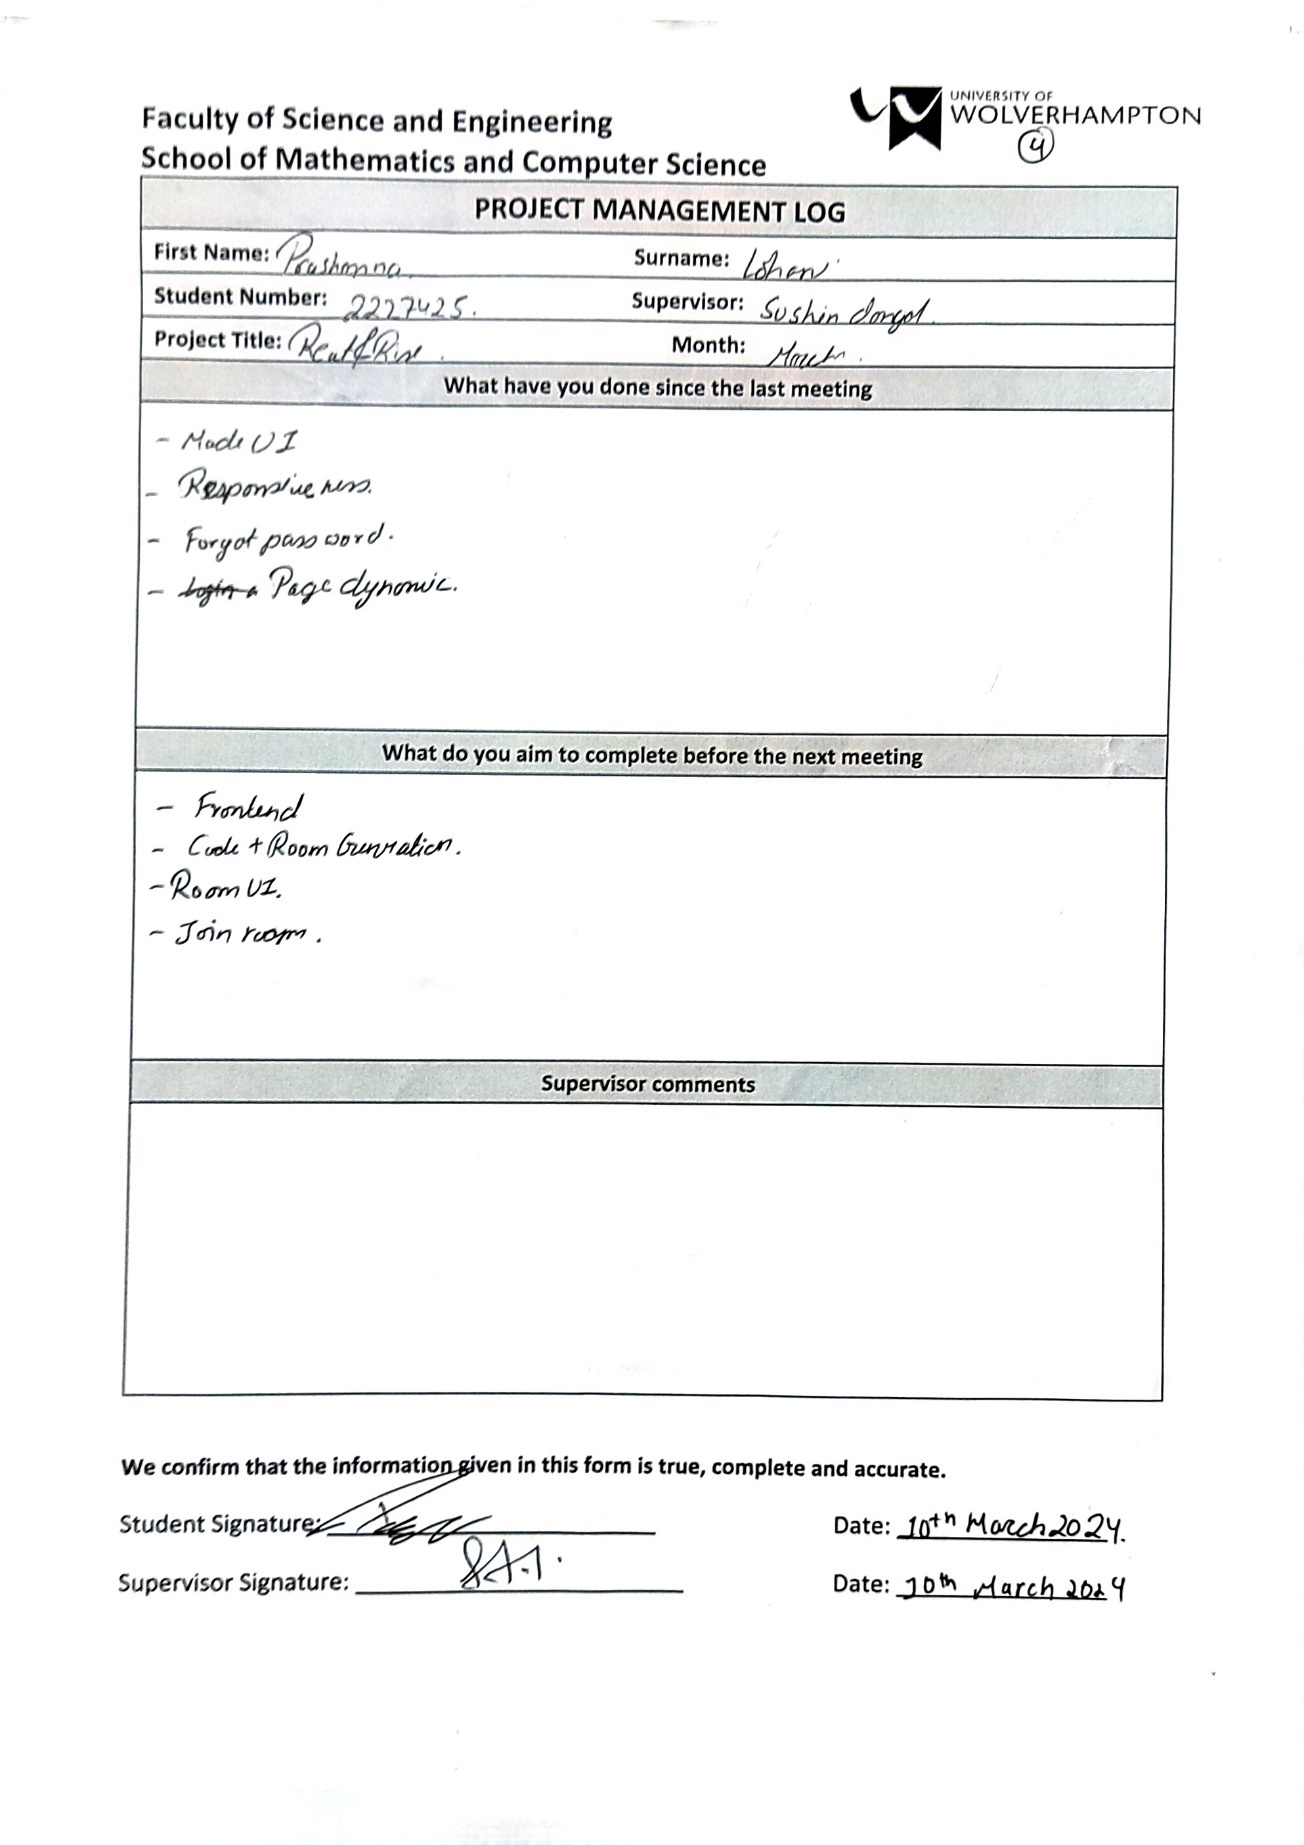 UNIVERSITY OF
WOLVERHAMPTON
4
Faculty of Science and Engineering
School of Mathematics and Computer Science
PROJECT MANAGEMENT LOG
First Name: Prashanna Surname: Lohani
Student Number: 2227425. Supervisor: Sushin dongol.
Project Title: Month: March.
What have you done since the last meeting
- Made UI
- Responsiveness.
- Forgot password.
- Login a Page dynamic.
What do you aim to complete before the next meeting
- Frontend
- Code + Room Genration.
- Room UI.
- Join room.
Supervisor comments
We confirm that the information given in this form is true, complete and accurate.
Student Signature: Date: 10th March 2024.
Supervisor Signature: Date: 10th March 2024